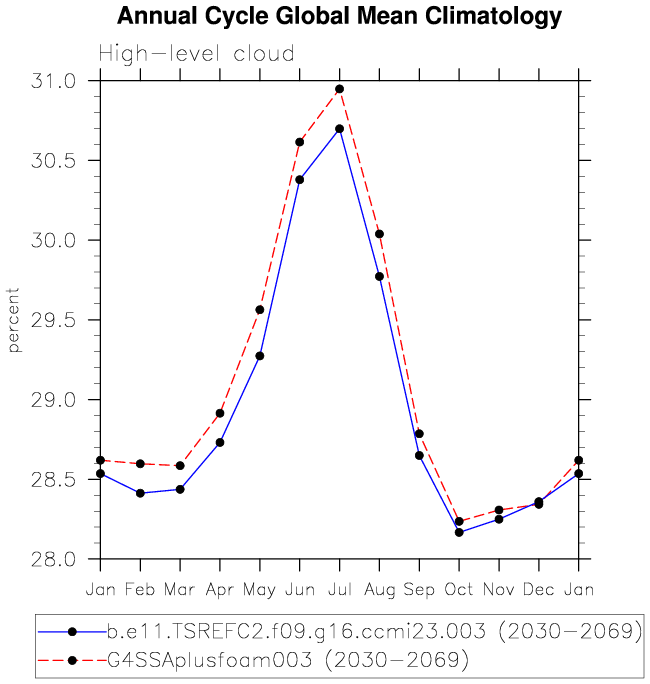 Annual Cycle Global Mean Climatology
High-level cloud
31.0
30.5
30.0
29.5
29.0
28.5
28.0
percent
Jan Feb Mar Apr May Jun Jul Aug Sep Oct Nov Dec Jan
b.e11.TSREFC2.f09.g16.ccmi23.003 (2030-2069)
G4SSAplusfoam003 (2030-2069)